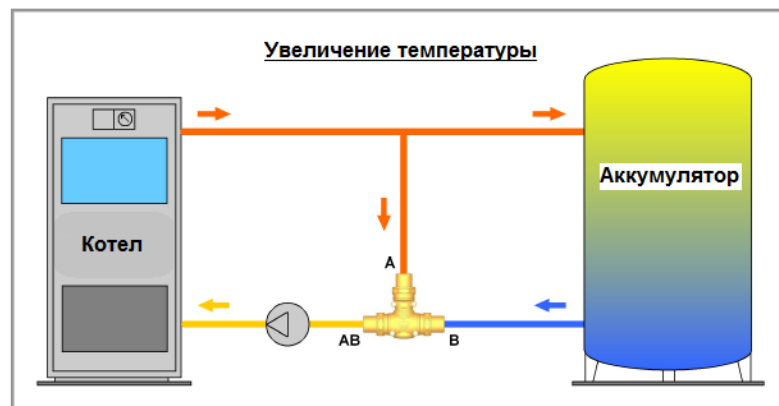 Увеличение температуры
Аккумулятор
Котел
A
AB
B